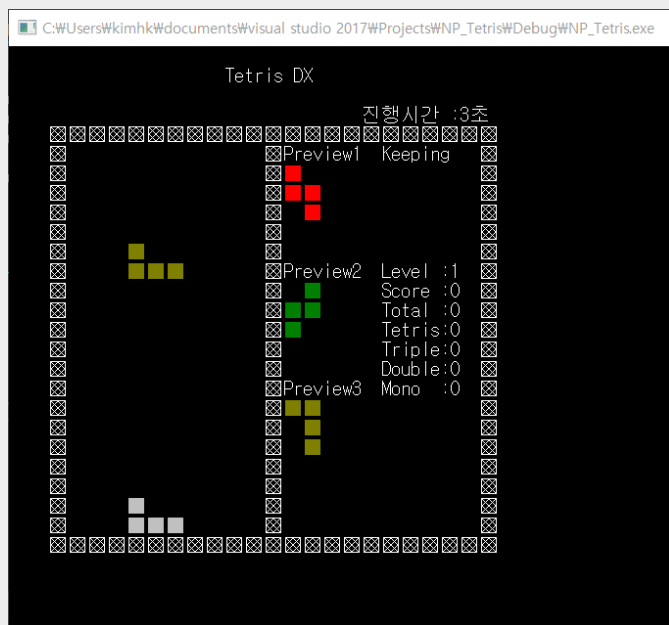 C:₩Users₩kimhk₩documents₩visual studio 2017₩Projects₩NP_Tetris₩Debug₩NP_Tetris.exe
Tetris DX
진행시간 :3초
Preview1 Keeping
Preview2 Level :1
Score :0
Total :0
Tetris:0
Triple:0
Double:0
Preview3 Mono :0